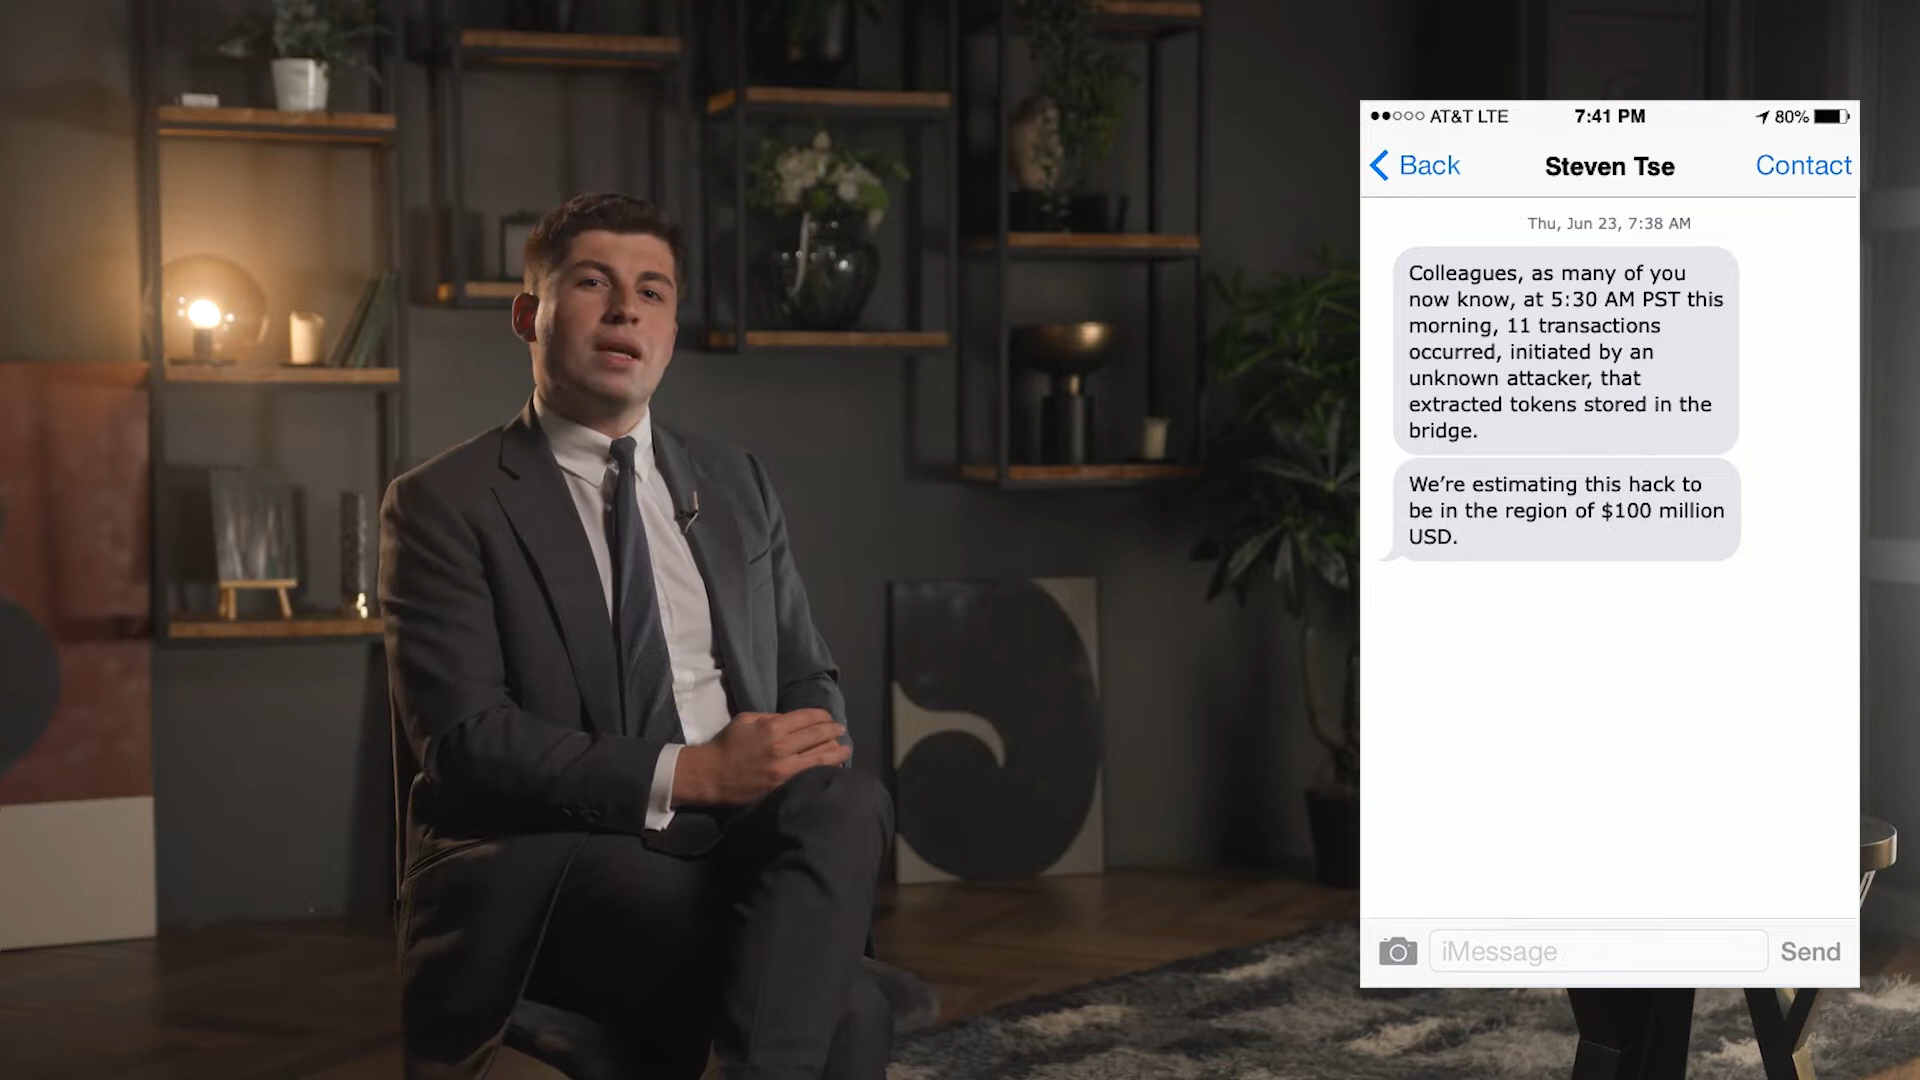 AT&T LTE 7:41 PM 80%
Back Steven Tse Contact
Thu, Jun 23, 7:38 AM
Colleagues, as many of you
now know, at 5:30 AM PST this
morning, 11 transactions
occurred, initiated by an
unknown attacker, that
extracted tokens stored in the
bridge.
We’re estimating this hack to
be in the region of $100 million
USD.
iMessage Send